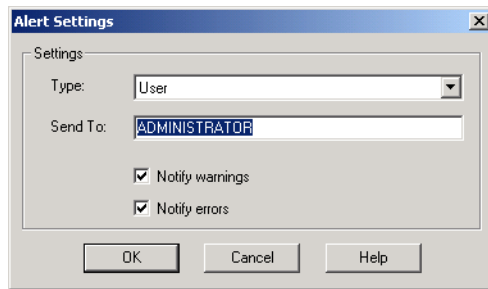 Alert Settings
Settings
Type: User
Send To: ADMINISTRATOR
Notify warnings
Notify errors
OK Cancel Help